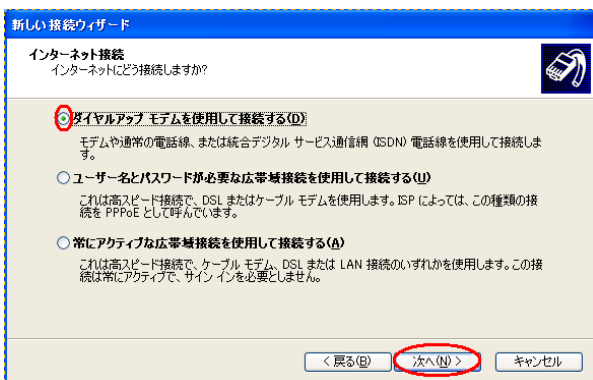 新しい接続ウィザード
インターネット接続
インターネットにどう接続しますか?
ダイヤルアップ モデムを使用して接続する(D)
モデムや通常の電話線、または統合デジタル サービス通信網 (ISDN) 電話線を使用して接続しま
す。
ユーザー名とパスワードが必要な広帯域接続を使用して接続する(U)
これは高スピード接続で、DSL またはケーブル モデムを使用します。ISP によっては、この種類の接
続を PPPoE として呼んでいます。
常にアクティブな広帯域接続を使用して接続する(A)
これは高スピード接続で、ケーブル モデム、DSL または LAN 接続のいずれかを使用します。この接
続は常にアクティブで、サイン インを必要としません。
< 戻る(B)
次へ(N) >
キャンセル